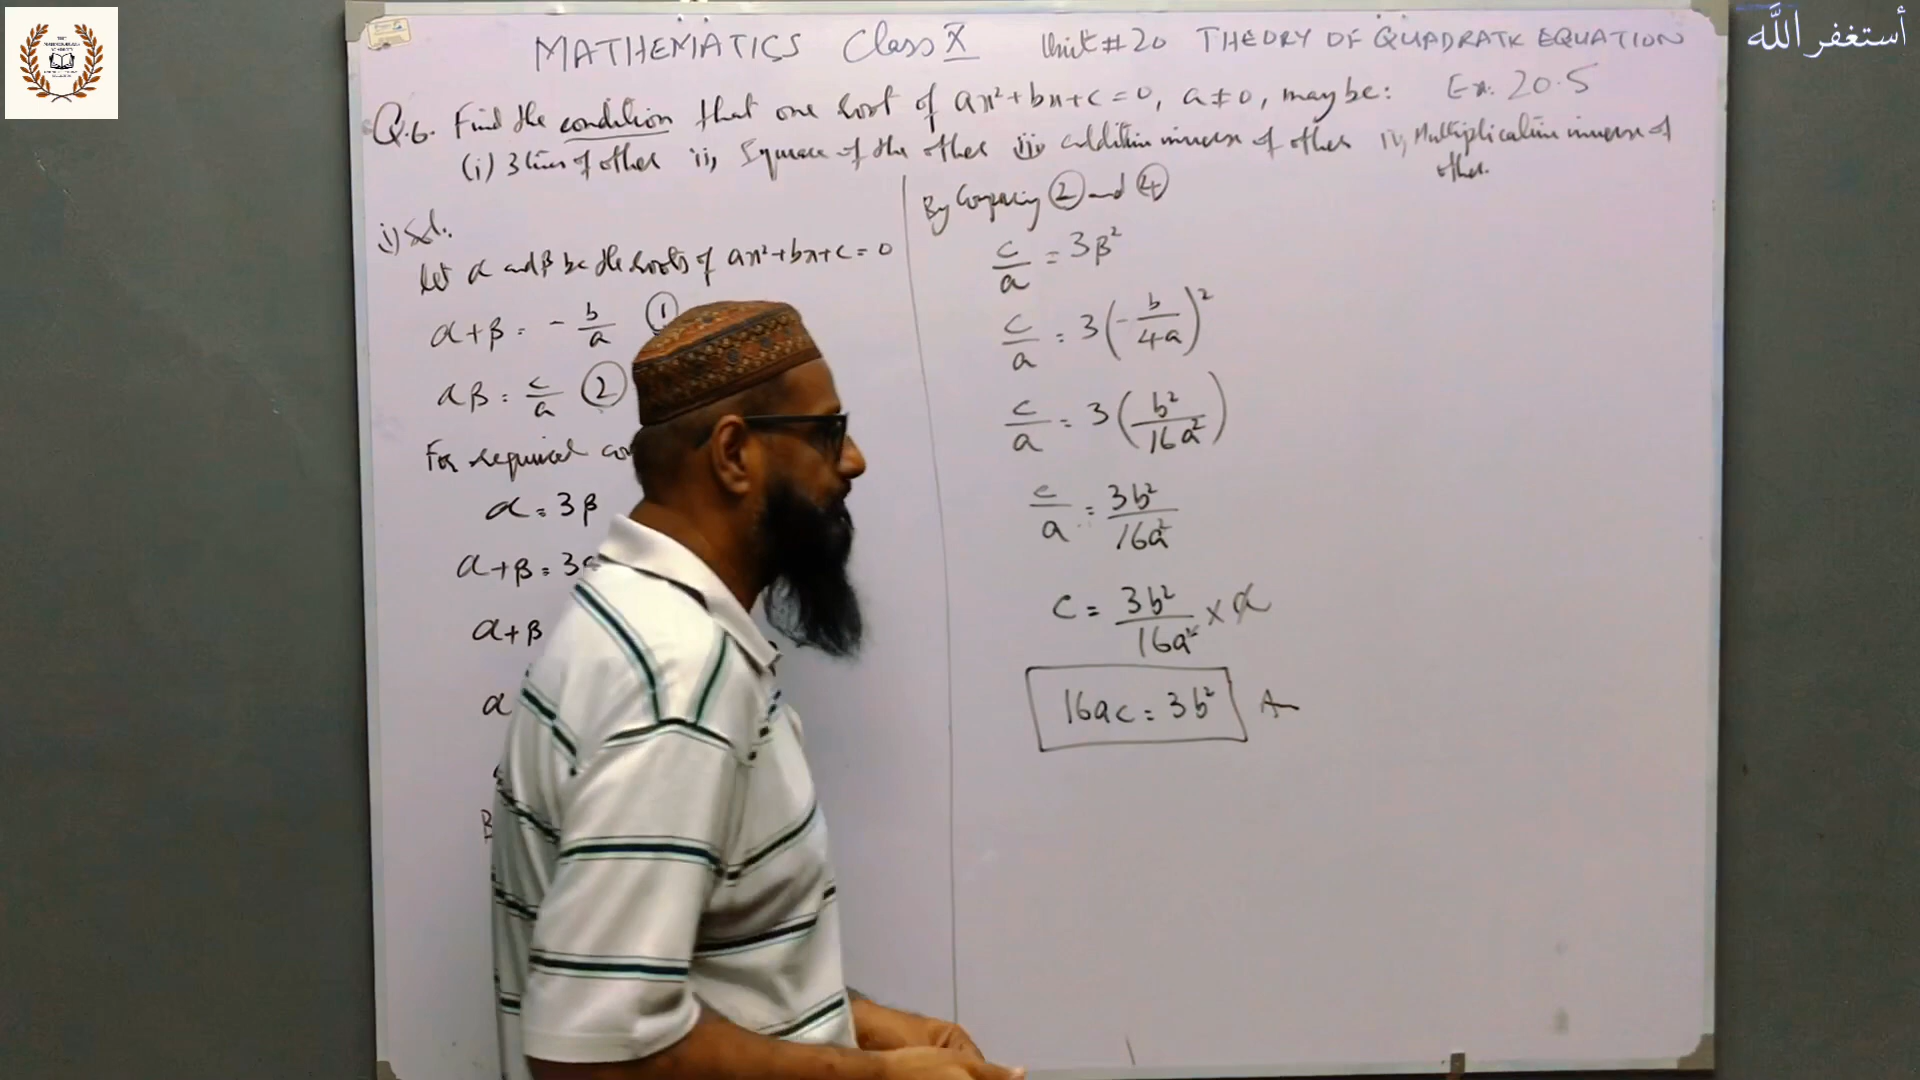 MATHEMATICS Class X Unit # 20 THEORY OF QUADRATIC EQUATION
أستغفر الله
Q.6. Find the condition that one root of ax²+bx+c=0, a≠0, may be: Ex. 20.5
(i) 3 times of other ii, Square of the other iii, additive inverse of other iv, Multiplicative inverse of
other.
i) Sol.
Let α and β be the roots of ax²+bx+c=0
α+β = -b/a ①
αβ = c/a ②
For required
α = 3β
α+β = 3
α+β
α
By Comparing ② and ④
c/a = 3β²
c/a = 3(-b/4a)²
c/a = 3(b²/16a²)
c/a = 3b²/16a²
c = 3b²/16a² × a
16ac = 3b²